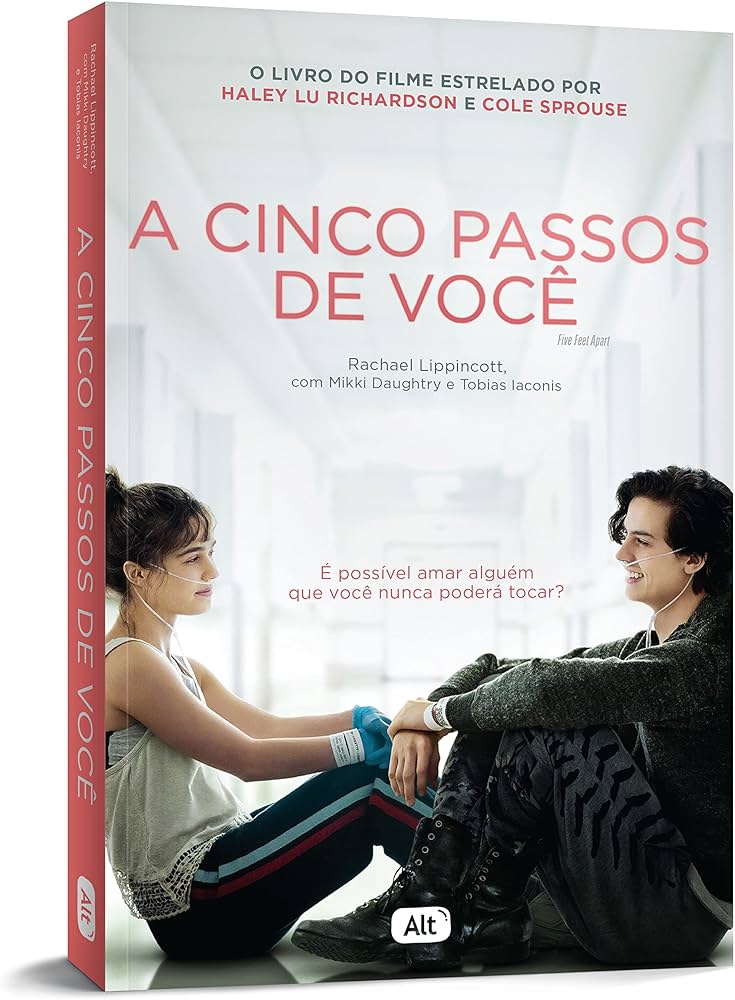 O LIVRO DO FILME ESTRELADO POR
HALEY LU RICHARDSON E COLE SPROUSE
A CINCO PASSOS
DE VOCÊ
Five Feet Apart
Rachael Lippincott,
com Mikki Daughtry e Tobias Iaconis
É possível amar alguém
que você nunca poderá tocar?
Alt
Rachael Lippincott,
com Mikki Daughtry
e Tobias Iaconis
A CINCO PASSOS DE VOCÊ
Alt